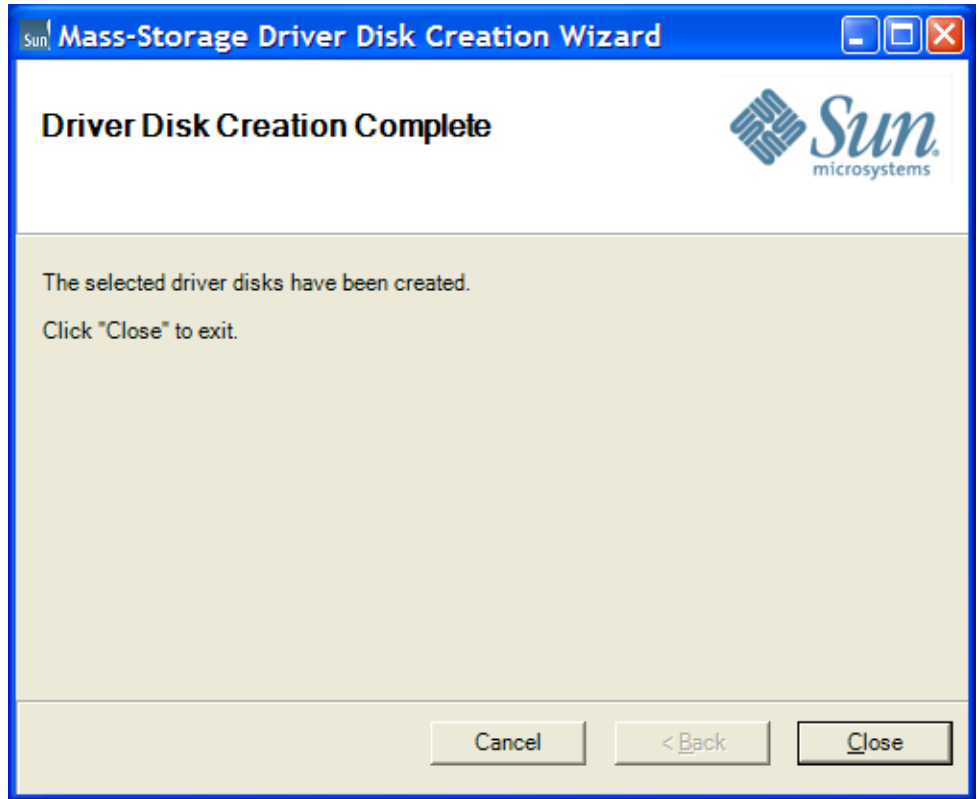 Sun Mass-Storage Driver Disk Creation Wizard
Driver Disk Creation Complete
Sun.
microsystems
The selected driver disks have been created.
Click "Close" to exit.
Cancel
< Back
Close